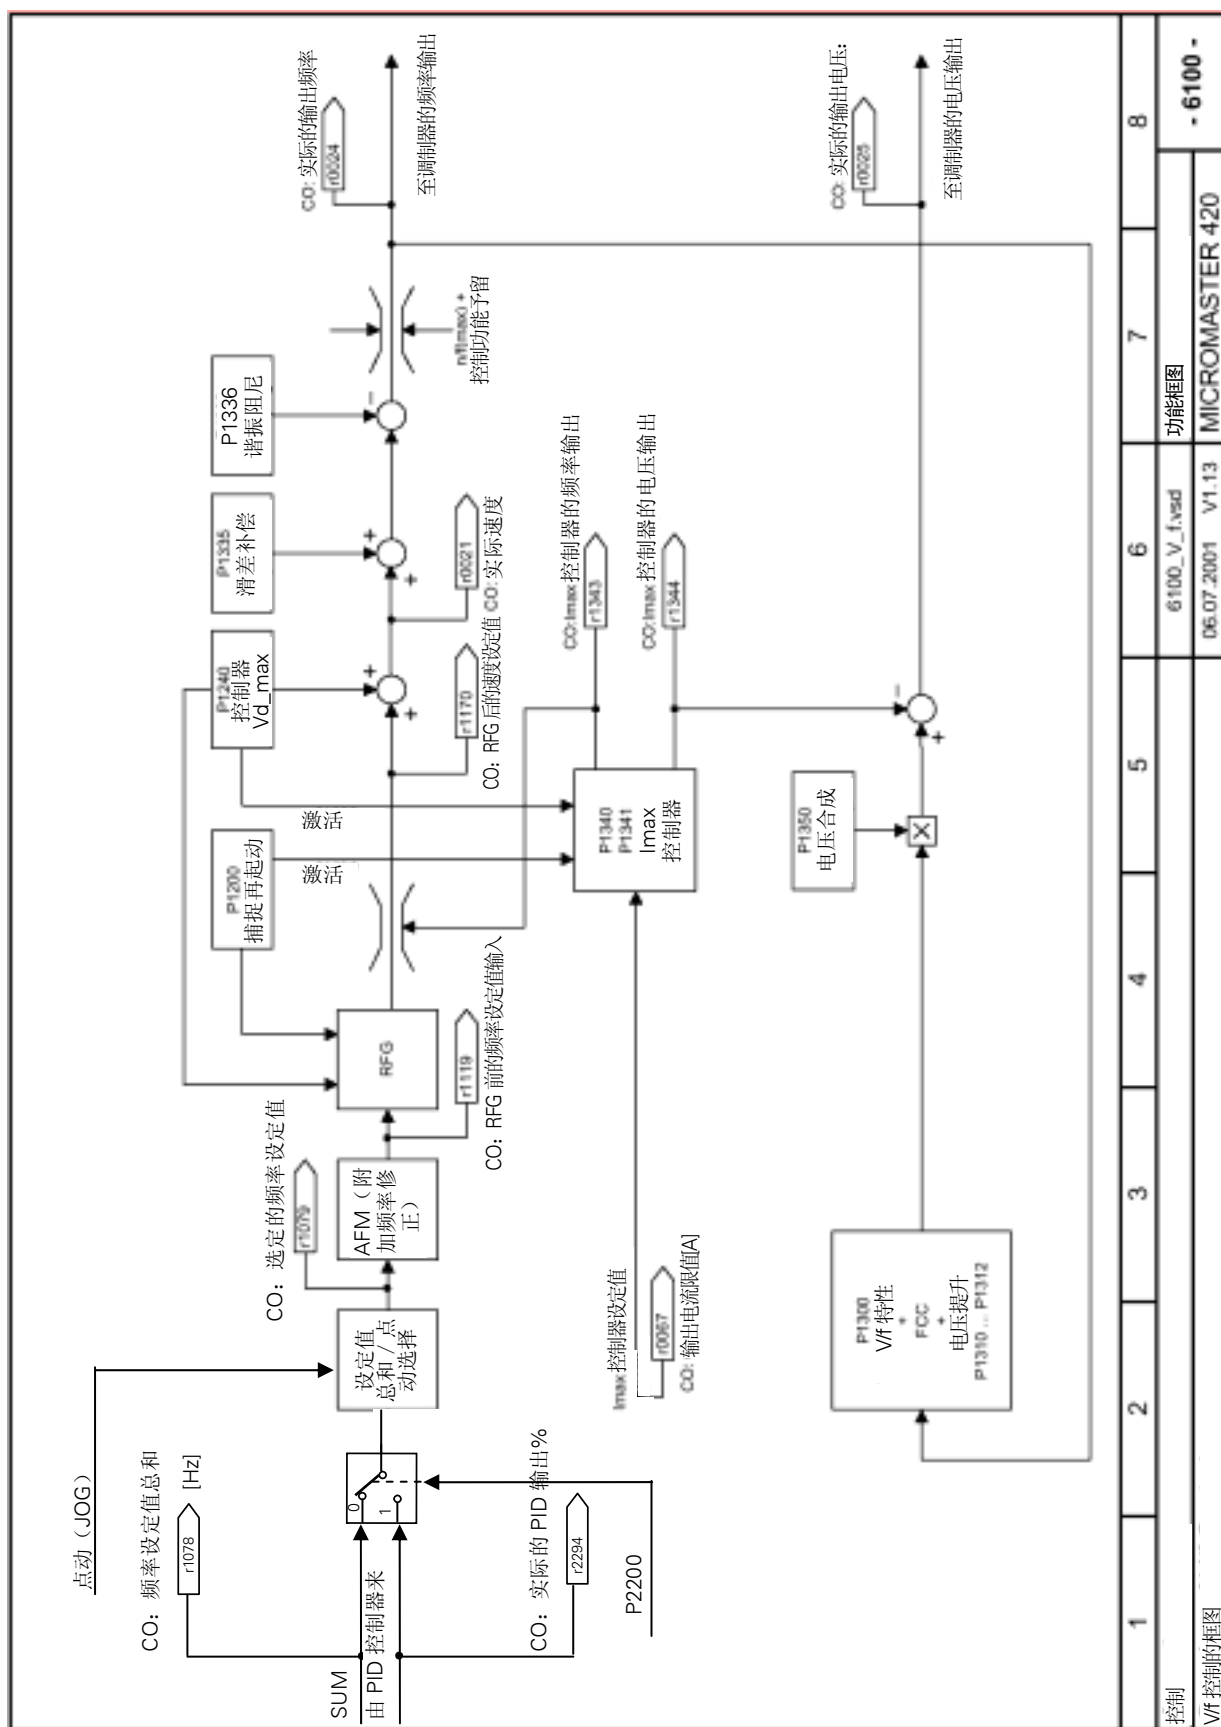 点动（JOG）
CO：频率设定值总和
r1078
[Hz]
SUM
由 PID 控制器来
0
1
CO：实际的 PID 输出%
r2294
P2200
设定值
总和 / 点
动选择
CO：选定的频率设定值
r1079
AFM（附
加频率修
正）
CO：RFG 前的频率设定值输入
r1119
RFG
P1200
捕捉再起动
激活
P1240
控制器
Vd_max
激活
CO：RFG 后的速度设定值
r1170
+
+
P1335
滑差补偿
+
+
CO：实际速度
r0021
P1336
谐振阻尼
-
n/f(max) +
控制功能予留
CO: 实际的输出频率
r0024
至调制器的频率输出
Imax 控制器设定值
r0067
CO：输出电流限值[A]
P1340
P1341
Imax
控制器
CO:Imax 控制器的频率输出
r1343
CO:Imax 控制器的电压输出
r1344
P1300
V/f 特性
+
FCC
+
电压提升
P1310 ... P1312
P1350
电压合成
X
+
-
CO: 实际的输出电压:
r0025
至调制器的电压输出
1 2 3 4 5 6 7 8
控制
V/f 控制的框图
6100_V_f.vsd
06.07.2001 V1.13
功能框图
MICROMASTER 420
- 6100 -